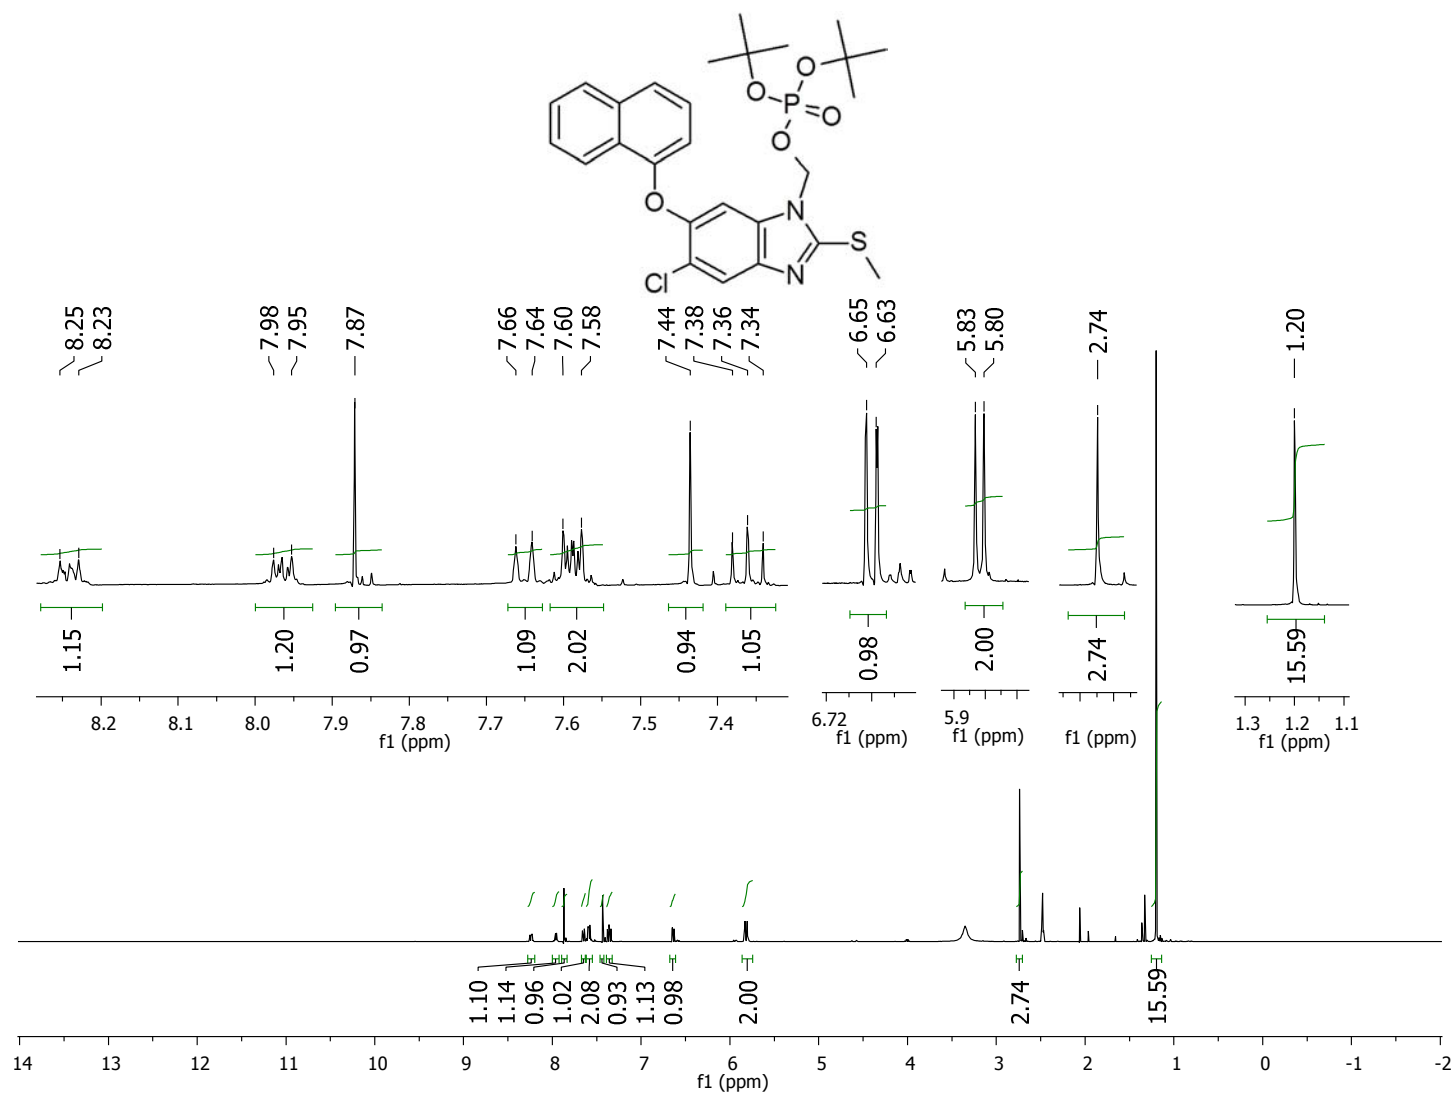 O O
O P O
O
O N
S
Cl N
8.25 8.23 7.98 7.95 7.87 7.66 7.64 7.60 7.58 7.44 7.38 7.36 7.34 6.65 6.63 5.83 5.80 2.74 1.20
1.15 1.20 0.97 1.09 2.02 0.94 1.05 0.98 2.00 2.74 15.59
8.2 8.1 8.0 7.9 7.8 7.7 7.6 7.5 7.4 6.72 5.9 1.3 1.2 1.1
f1 (ppm) f1 (ppm) f1 (ppm) f1 (ppm) f1 (ppm)
1.10 1.14 0.96 1.02 2.08 0.93 1.13 0.98 2.00 2.74 15.59
14 13 12 11 10 9 8 7 6 5 4 3 2 1 0 -1 -2
f1 (ppm)